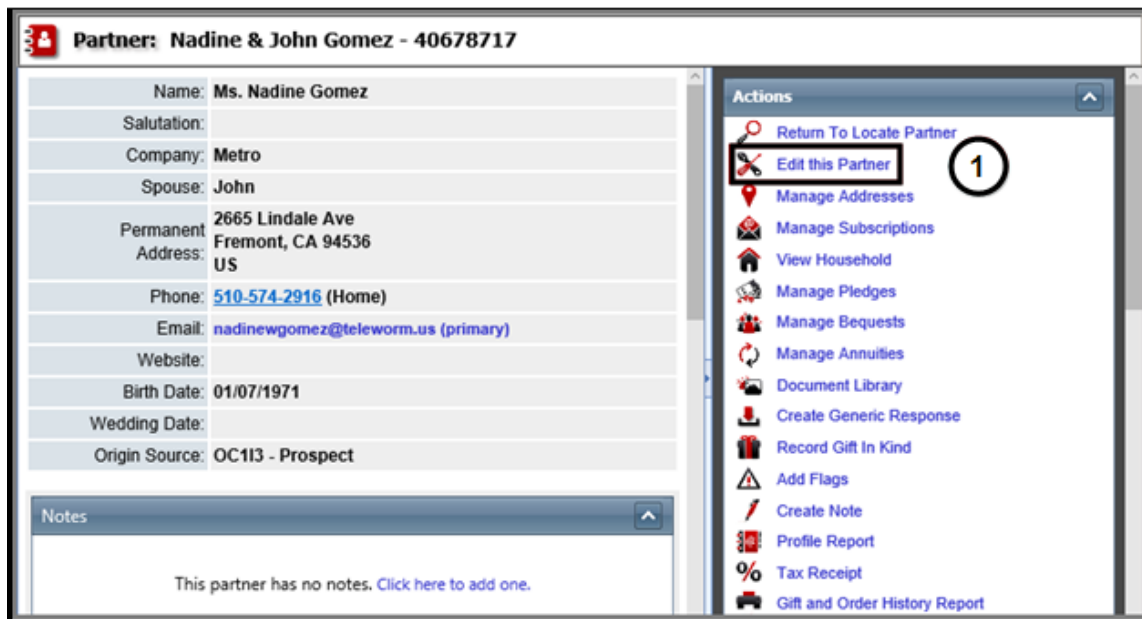 Partner: Nadine & John Gomez - 40678717
Name: Ms. Nadine Gomez
Salutation:
Company: Metro
Spouse: John
Permanent Address: 2665 Lindale Ave
Fremont, CA 94536
US
Phone: 510-574-2916 (Home)
Email: nadinewgomez@teleworm.us (primary)
Website:
Birth Date: 01/07/1971
Wedding Date:
Origin Source: OC1I3 - Prospect
Notes
This partner has no notes. Click here to add one.
Actions
Return To Locate Partner
Edit this Partner
1
Manage Addresses
Manage Subscriptions
View Household
Manage Pledges
Manage Bequests
Manage Annuities
Document Library
Create Generic Response
Record Gift In Kind
Add Flags
Create Note
Profile Report
Tax Receipt
Gift and Order History Report